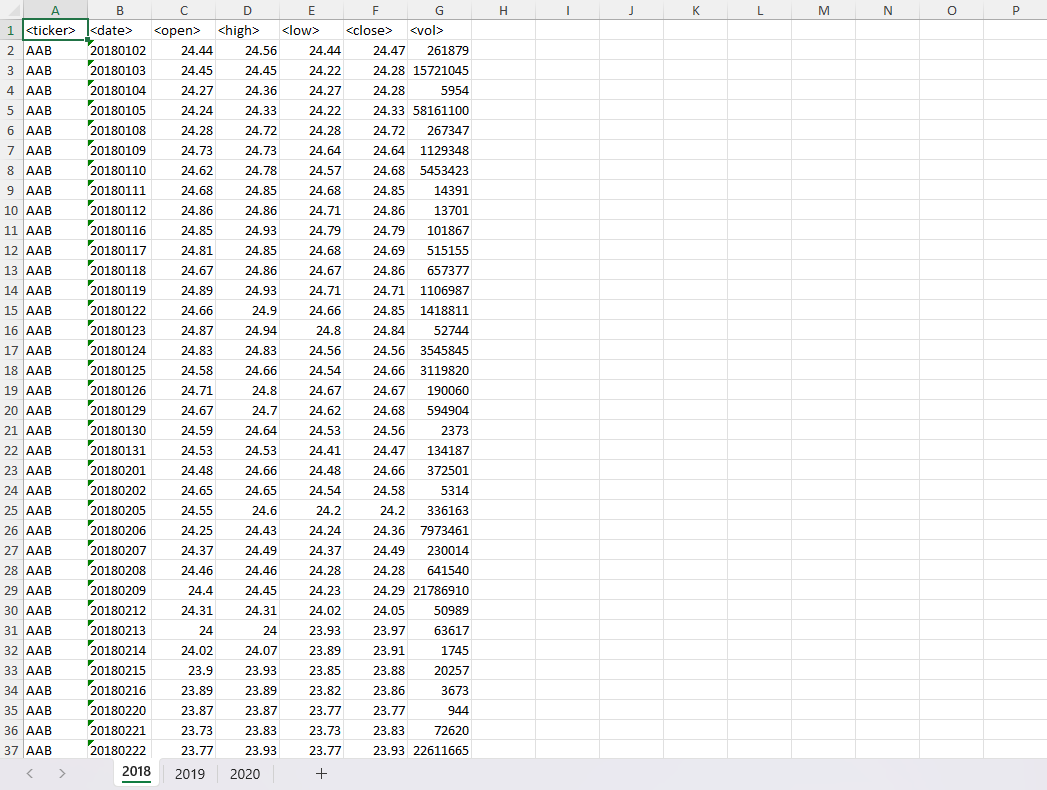 A B C D E F G H I J K L M N O P
1 <ticker> <date> <open> <high> <low> <close> <vol>
2 AAB 20180102 24.44 24.56 24.44 24.47 261879
3 AAB 20180103 24.45 24.45 24.22 24.28 15721045
4 AAB 20180104 24.27 24.36 24.27 24.28 5954
5 AAB 20180105 24.24 24.33 24.22 24.33 58161100
6 AAB 20180108 24.28 24.72 24.28 24.72 267347
7 AAB 20180109 24.73 24.73 24.64 24.64 1129348
8 AAB 20180110 24.62 24.78 24.57 24.68 5453423
9 AAB 20180111 24.68 24.85 24.68 24.85 14391
10 AAB 20180112 24.86 24.86 24.71 24.86 13701
11 AAB 20180116 24.85 24.93 24.79 24.79 101867
12 AAB 20180117 24.81 24.85 24.68 24.69 515155
13 AAB 20180118 24.67 24.86 24.67 24.86 657377
14 AAB 20180119 24.89 24.93 24.71 24.71 1106987
15 AAB 20180122 24.66 24.9 24.66 24.85 1418811
16 AAB 20180123 24.87 24.94 24.8 24.84 52744
17 AAB 20180124 24.83 24.83 24.56 24.56 3545845
18 AAB 20180125 24.58 24.66 24.54 24.66 3119820
19 AAB 20180126 24.71 24.8 24.67 24.67 190060
20 AAB 20180129 24.67 24.7 24.62 24.68 594904
21 AAB 20180130 24.59 24.64 24.53 24.56 2373
22 AAB 20180131 24.53 24.53 24.41 24.47 134187
23 AAB 20180201 24.48 24.66 24.48 24.66 372501
24 AAB 20180202 24.65 24.65 24.54 24.58 5314
25 AAB 20180205 24.55 24.6 24.2 24.2 336163
26 AAB 20180206 24.25 24.43 24.24 24.36 7973461
27 AAB 20180207 24.37 24.49 24.37 24.49 230014
28 AAB 20180208 24.46 24.46 24.28 24.28 641540
29 AAB 20180209 24.4 24.45 24.23 24.29 21786910
30 AAB 20180212 24.31 24.31 24.02 24.05 50989
31 AAB 20180213 24 24 23.93 23.97 63617
32 AAB 20180214 24.02 24.07 23.89 23.91 1745
33 AAB 20180215 23.9 23.93 23.85 23.88 20257
34 AAB 20180216 23.89 23.89 23.82 23.86 3673
35 AAB 20180220 23.87 23.87 23.77 23.77 944
36 AAB 20180221 23.73 23.83 23.73 23.83 72620
37 AAB 20180222 23.77 23.93 23.77 23.93 22611665
2018 2019 2020